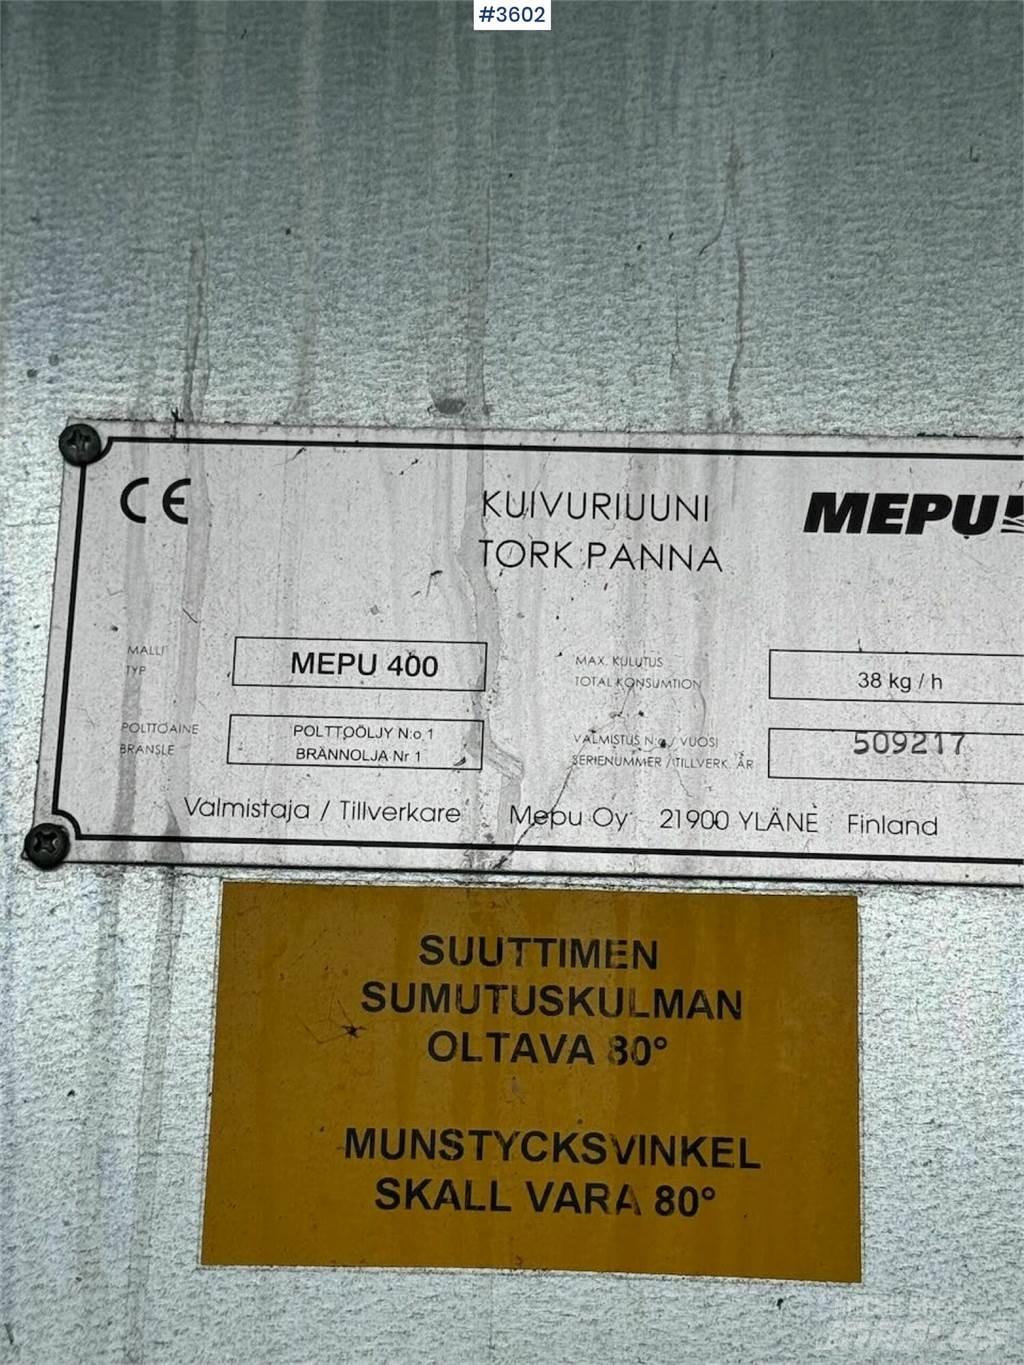 #3602
CE
KUIVURIUUNI
TORK PANNA
MEPU
MALLI
TYP
MEPU 400
MAX. KULUTUS
TOTAL KONSUMTION
38 kg / h
POLTTOAINE
BRÄNSLE
POLTTOÖLJY N:o 1
BRÄNNOLJA Nr 1
VALMISTUS N:o / VUOSI
SERIENUMMER / TILLVERK. ÅR
509217
Valmistaja / Tillverkare Mepu Oy 21900 YLÄNE Finland
SUUTTIMEN
SUMUTUSKULMAN
OLTAVA 80°
MUNSTYCKSVINKEL
SKALL VARA 80°